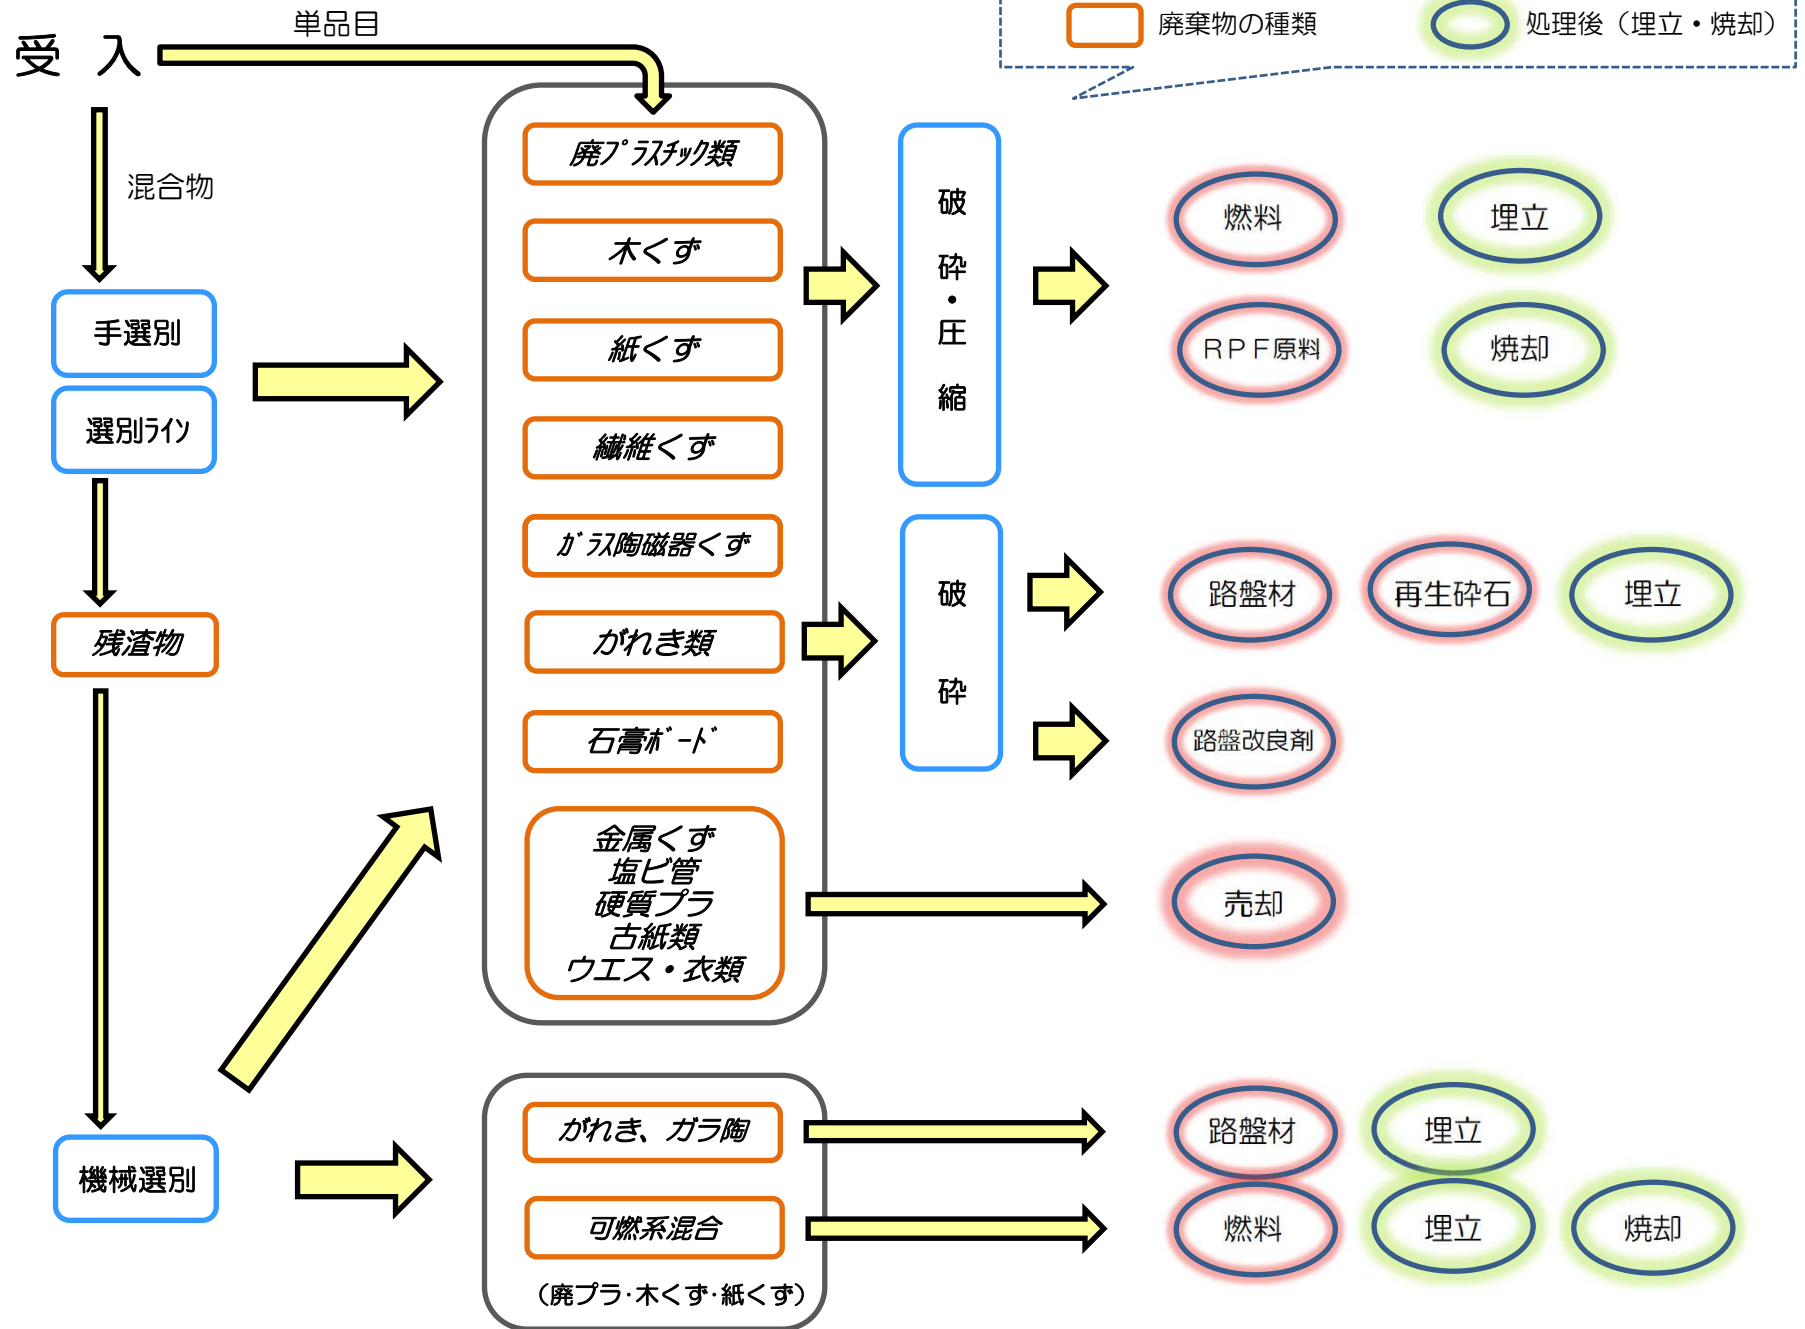 単品目
受 入
廃棄物の種類
処理後（埋立・焼却）
混合物
手選別
選別ﾗｲﾝ
残渣物
機械選別
廃ﾌﾟﾗｽﾁｯｸ類
木くず
紙くず
繊維くず
ｶﾞﾗｽ陶磁器くず
がれき類
石膏ﾎﾞｰﾄﾞ
金属くず
塩ビ管
硬質プラ
古紙類
ウエス・衣類
がれき、ガラ陶
可燃系混合
（廃プラ・木くず・紙くず）
破砕・圧縮
破砕
燃料
埋立
ＲＰＦ原料
焼却
路盤材
再生砕石
埋立
路盤改良剤
売却
路盤材
埋立
燃料
埋立
焼却